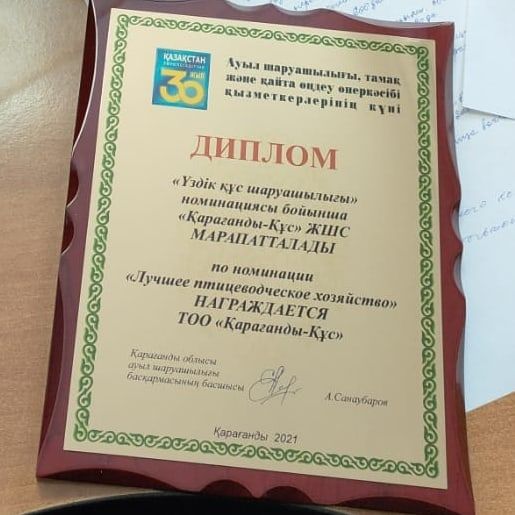 ҚАЗАҚСТАН
30 жыл
Ауыл шаруашылығы, тамақ
және қайта өңдеу өнеркәсібі
қызметкерлерінің күні
ДИПЛОМ
«Үздік құс шаруашылығы»
номинациясы бойынша
«Қарағанды-Құс» ЖШС
МАРАПАТТАЛАДЫ
по номинации
«Лучшее птицеводческое хозяйство»
НАГРАЖДАЕТСЯ
ТОО «Қарағанды-Құс»
Қарағанды облысы
ауыл шаруашылығы
басқармасының басшысы
А.Санаубаров
Қарағанды 2021